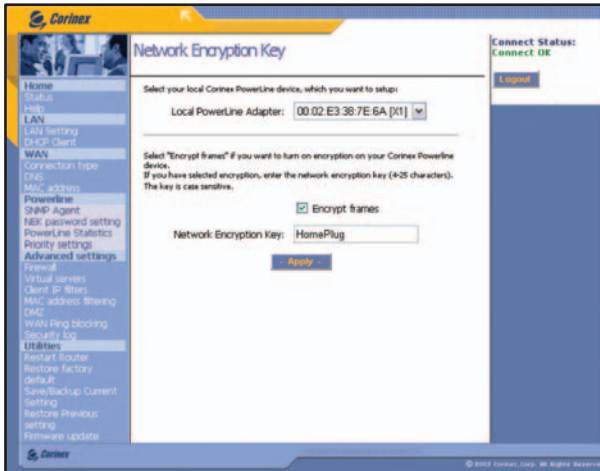 Corinex
Network Encryption Key
Connect Status:
Connect OK
Logout
Home
Status
Help
LAN
LAN Setting
DHCP Client
WAN
Connection type
DNS
MAC address
Powerline
SNMP Agent
NEK password setting
PowerLine Statistics
Priority settings
Advanced settings
Firewall
Virtual servers
Client IP filters
MAC address filtering
DMZ
WAN Ping blocking
Security log
Utilities
Restart Router
Restore factory
default
Save/Backup Current
Setting
Restore Previous
setting
Firmware update
Select your local Corinex PowerLine device, which you want to setup:
Local PowerLine Adapter: 00:02:E3:38:7E:6A [X1]
Select "Encrypt frames" if you want to turn on encryption on your Corinex Powerline
device.
If you have selected encryption, enter the network encryption key (4-25 characters).
The key is case sensitive.
Encrypt frames
Network Encryption Key: HomePlug
- Apply -
Corinex
©2003 Corinex, Corp. All Rights Reserved